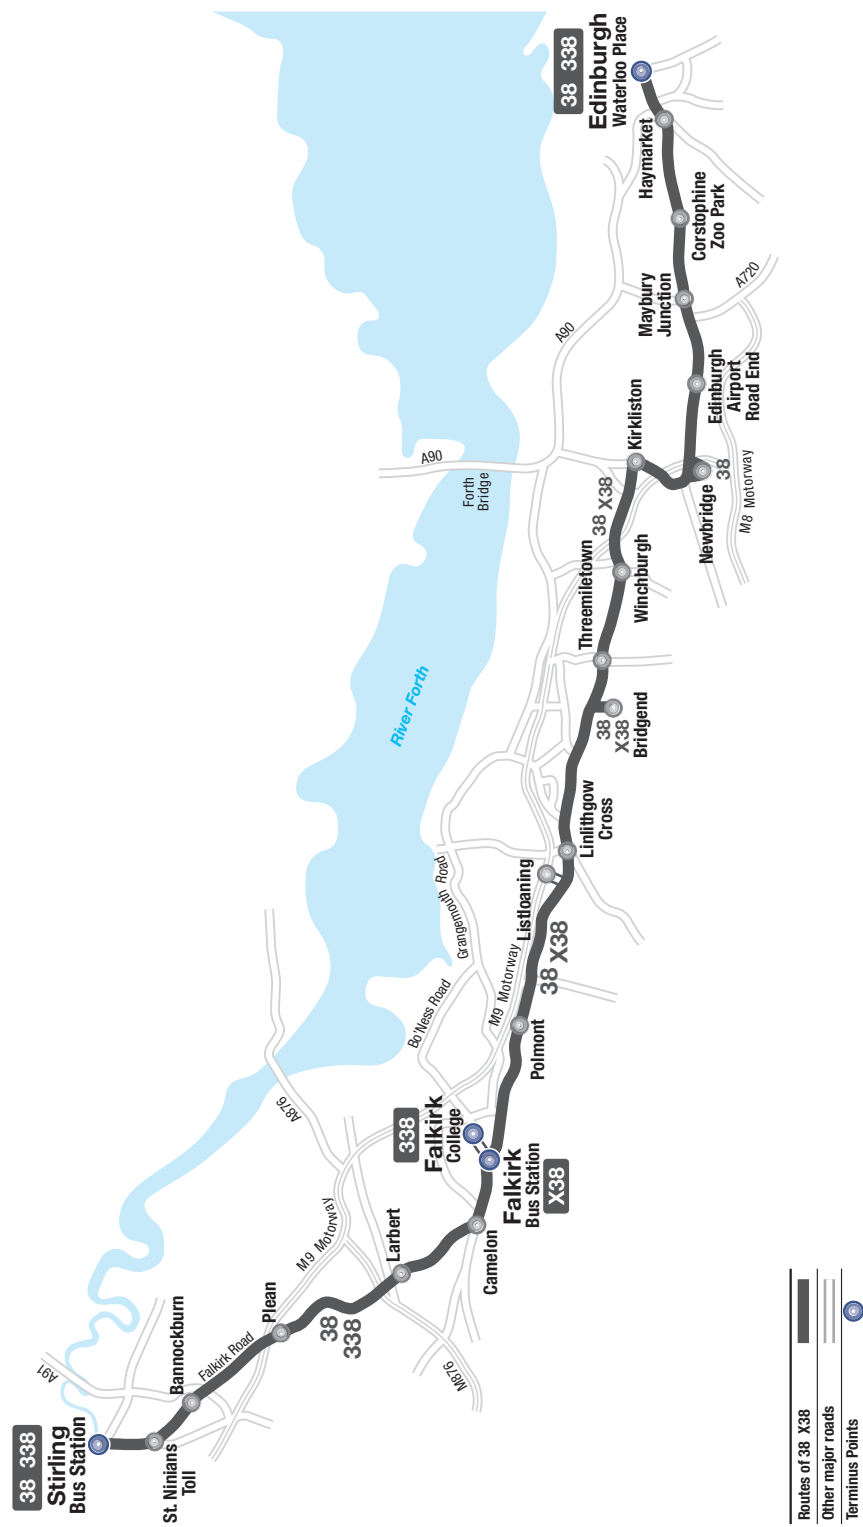 38 338
Stirling
Bus Station
St. Ninians
Toll
A91
Bannockburn
Falkirk Road
Plean
38
338
M9 Motorway
A876
Larbert
M876
Camelon
338
Falkirk
College
Falkirk
Bus Station
X38
Bo'Ness Road
Grangemouth Road
M9 Motorway
Polmont
38 X38
Listloaning
Linlithgow
Cross
River Forth
38
X38
Bridgend
Threemiletown
Winchburgh
38 X38
Forth
Bridge
A90
Kirkliston
Newbridge
38
M8 Motorway
A90
Edinburgh
Airport
Road End
Maybury
Junction
A720
Corstophine
Zoo Park
Haymarket
38 338
Edinburgh
Waterloo Place
Routes of 38 X38
Other major roads
Terminus Points